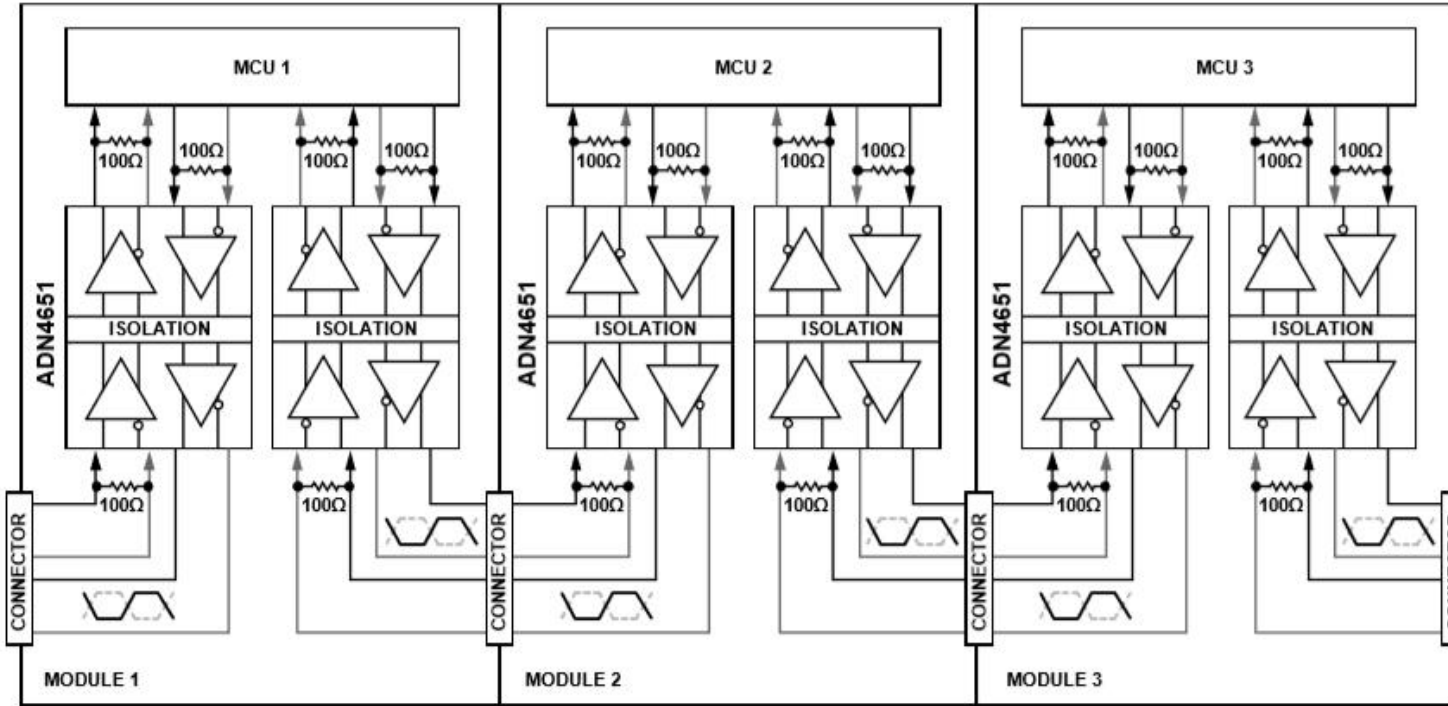 MCU 1
MCU 2
MCU 3
100Ω
100Ω
100Ω
100Ω
100Ω
100Ω
100Ω
100Ω
100Ω
100Ω
100Ω
100Ω
ADN4651
ISOLATION
ISOLATION
ADN4651
ISOLATION
ISOLATION
ADN4651
ISOLATION
ISOLATION
100Ω
100Ω
100Ω
100Ω
100Ω
100Ω
CONNECTOR
CONNECTOR
CONNECTOR
MODULE 1
MODULE 2
MODULE 3